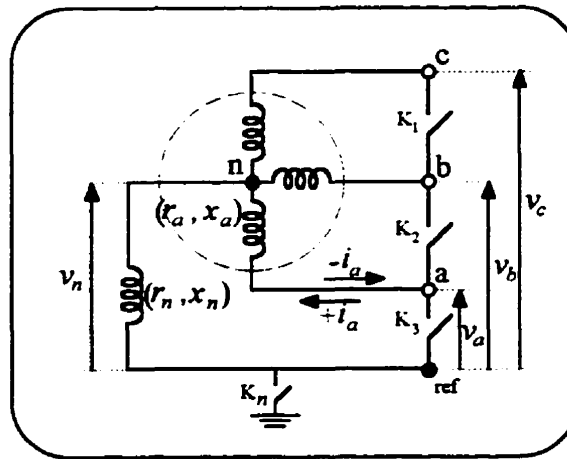 c
K₁
n
b
(r_a, x_a)
v_c
K₂
v_n
-i_a
v_b
a
(r_n, x_n)
+i_a
K₃
v_a
K_n
ref